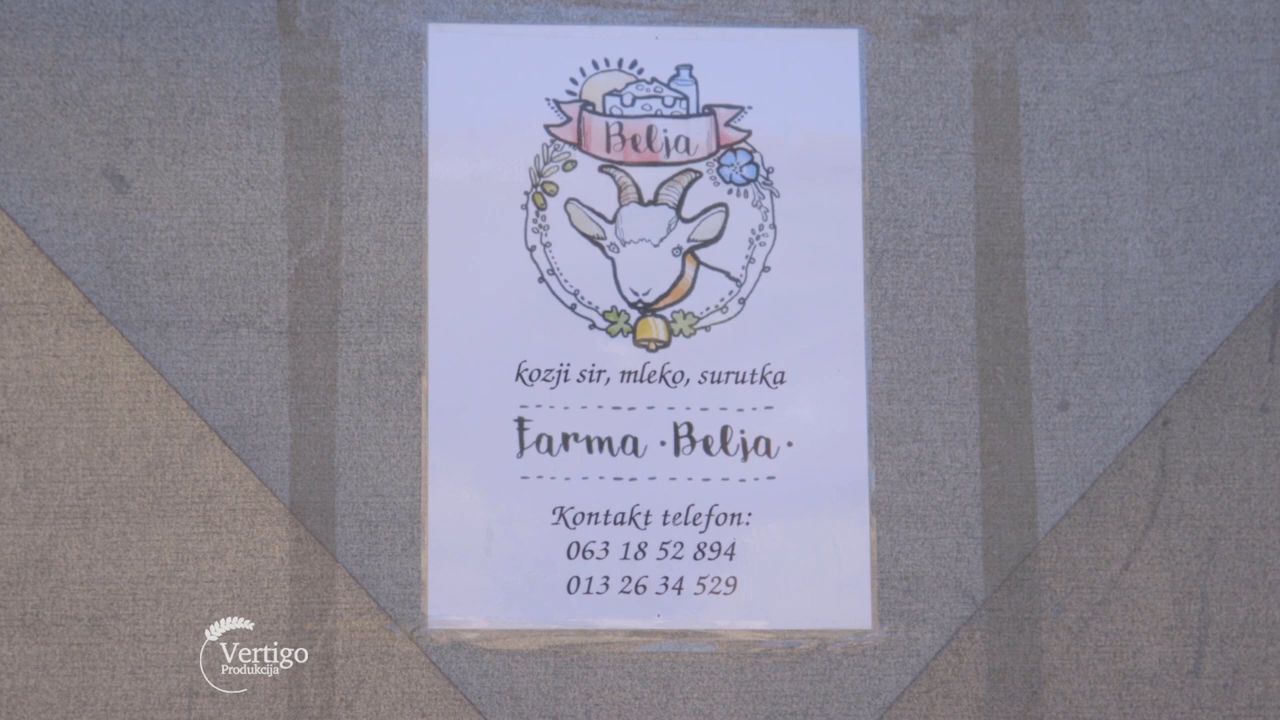 Belja
kozji sir, mleko, surutka
Farma · Belja ·
Kontakt telefon:
063 18 52 894
013 26 34 529
Vertigo
Produkcija